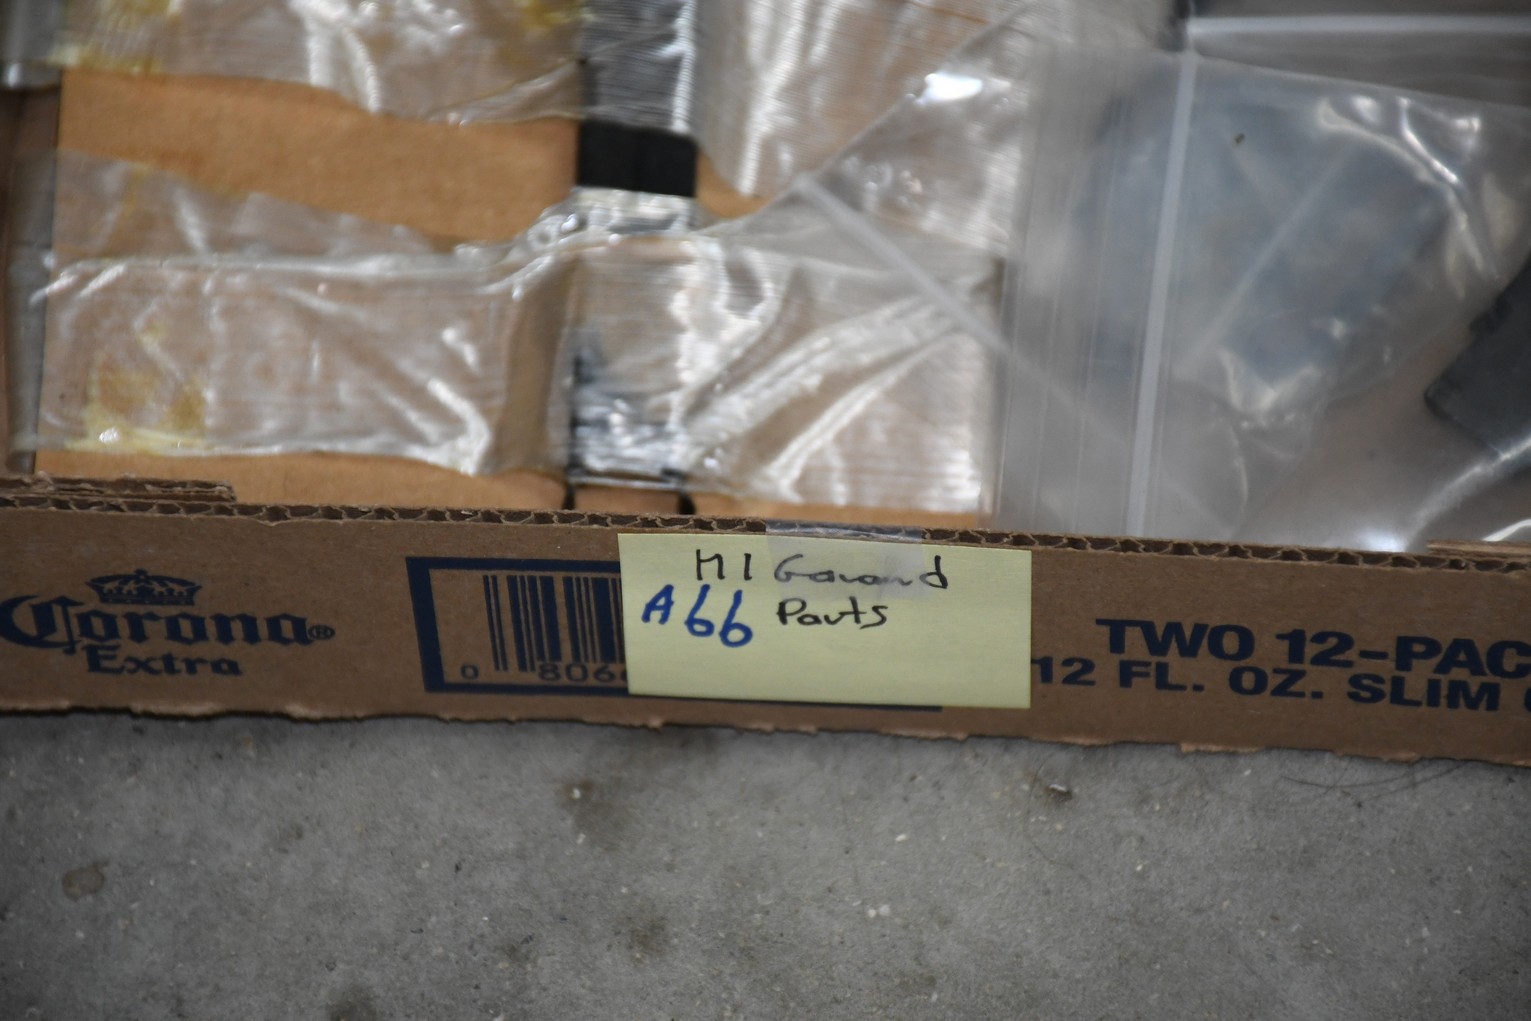 Corona®
Extra
0 806
M1 Garand
A66 Parts
TWO 12-PAC
12 FL. OZ. SLIM